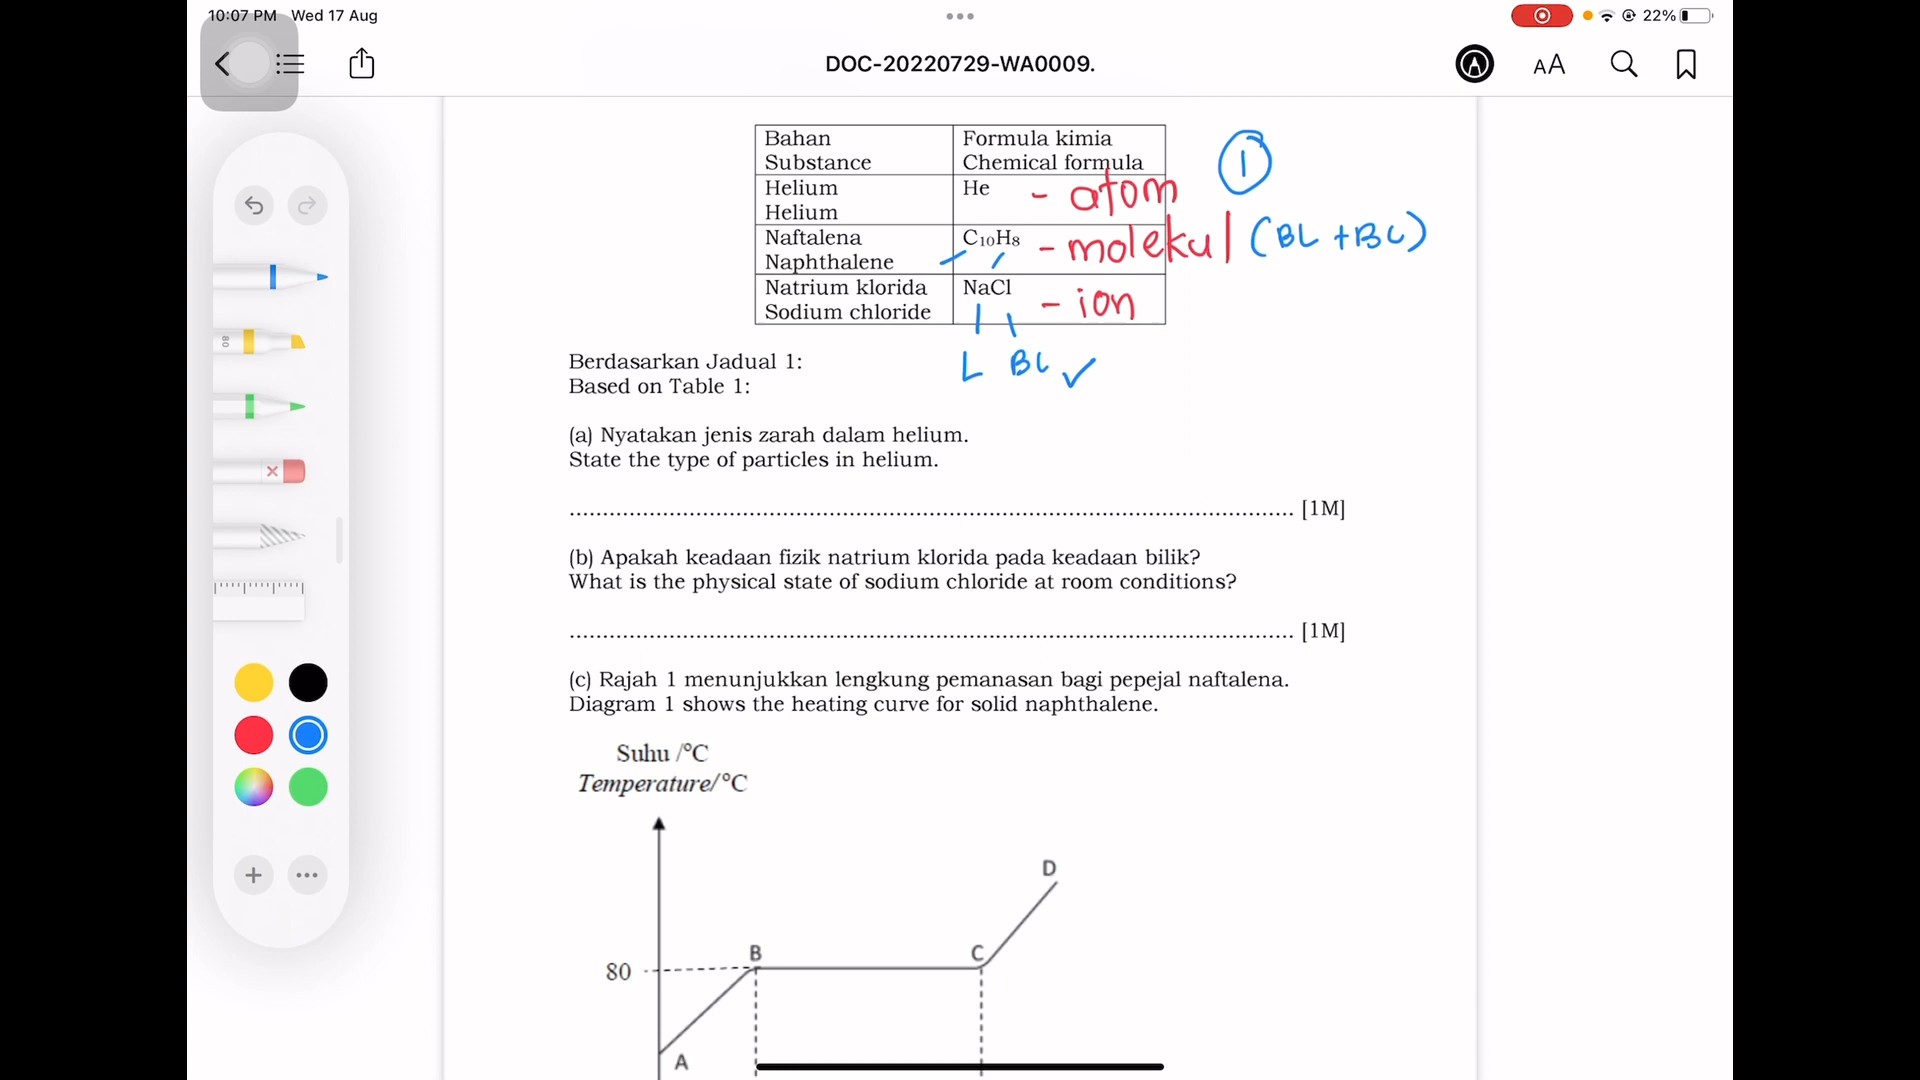 10:07 PM Wed 17 Aug
22%
DOC-20220729-WA0009.
AA
Bahan
Substance
Formula kimia
Chemical formula
①
Helium
Helium
He
- atom
Naftalena
Naphthalene
C₁₀H₈
- molekul (BL + BL)
Natrium klorida
Sodium chloride
NaCl
- ion
L BL ✓
Berdasarkan Jadual 1:
Based on Table 1:
(a) Nyatakan jenis zarah dalam helium.
State the type of particles in helium.
............................................................................................................ [1M]
(b) Apakah keadaan fizik natrium klorida pada keadaan bilik?
What is the physical state of sodium chloride at room conditions?
............................................................................................................ [1M]
(c) Rajah 1 menunjukkan lengkung pemanasan bagi pepejal naftalena.
Diagram 1 shows the heating curve for solid naphthalene.
Suhu /°C
Temperature/°C
D
B
C
80
A
80